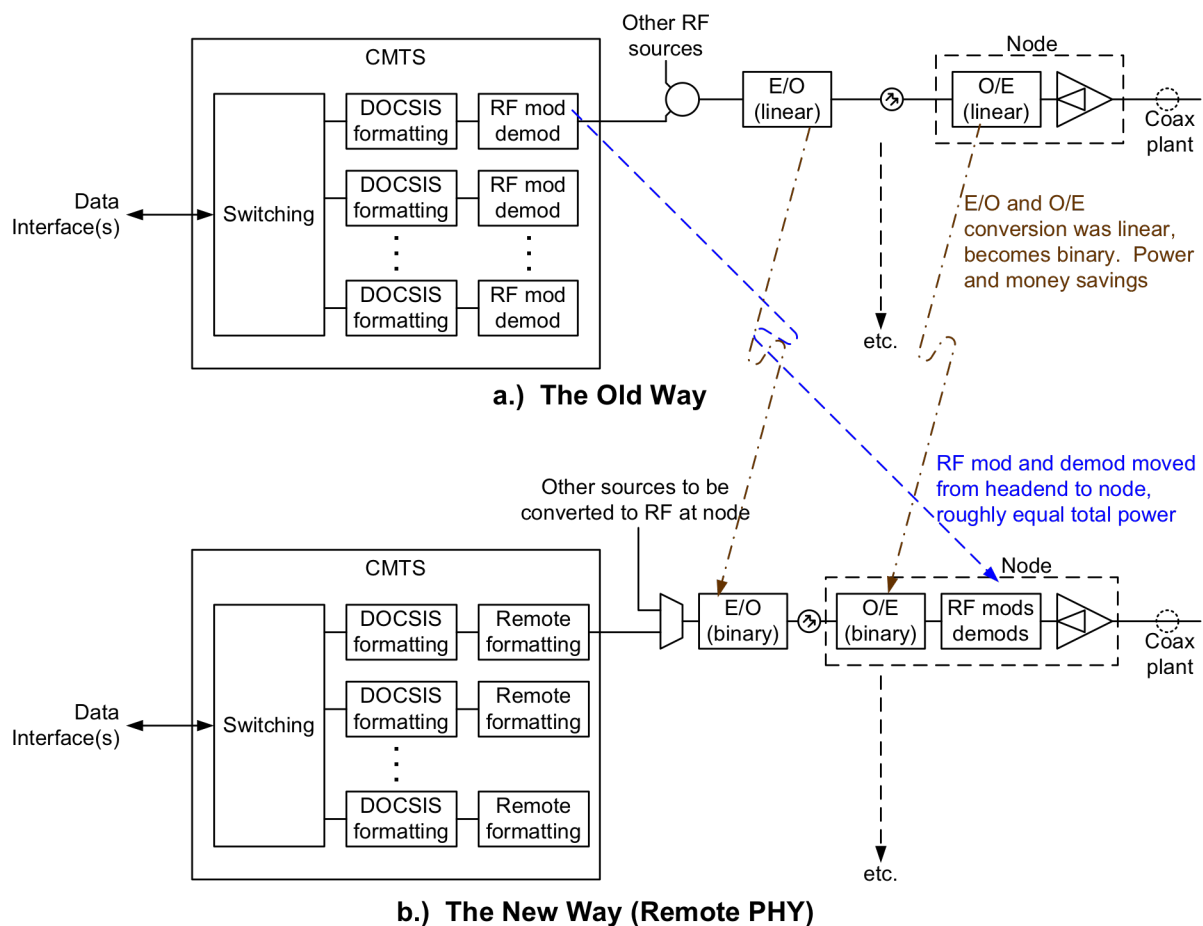 Other RF
sources
CMTS
Node
E/O
(linear)
O/E
(linear)
DOCSIS
formatting
RF mod
demod
Coax
plant
DOCSIS
formatting
RF mod
demod
Data
Interface(s)
Switching
E/O and O/E
conversion was linear,
becomes binary.  Power
and money savings
DOCSIS
formatting
RF mod
demod
etc.
a.)  The Old Way
RF mod and demod moved
from headend to node,
roughly equal total power
Other sources to be
converted to RF at node
CMTS
Node
E/O
(binary)
O/E
(binary)
RF mods
demods
DOCSIS
formatting
Remote
formatting
Coax
plant
DOCSIS
formatting
Remote
formatting
Data
Interface(s)
Switching
DOCSIS
formatting
Remote
formatting
etc.
b.)  The New Way (Remote PHY)